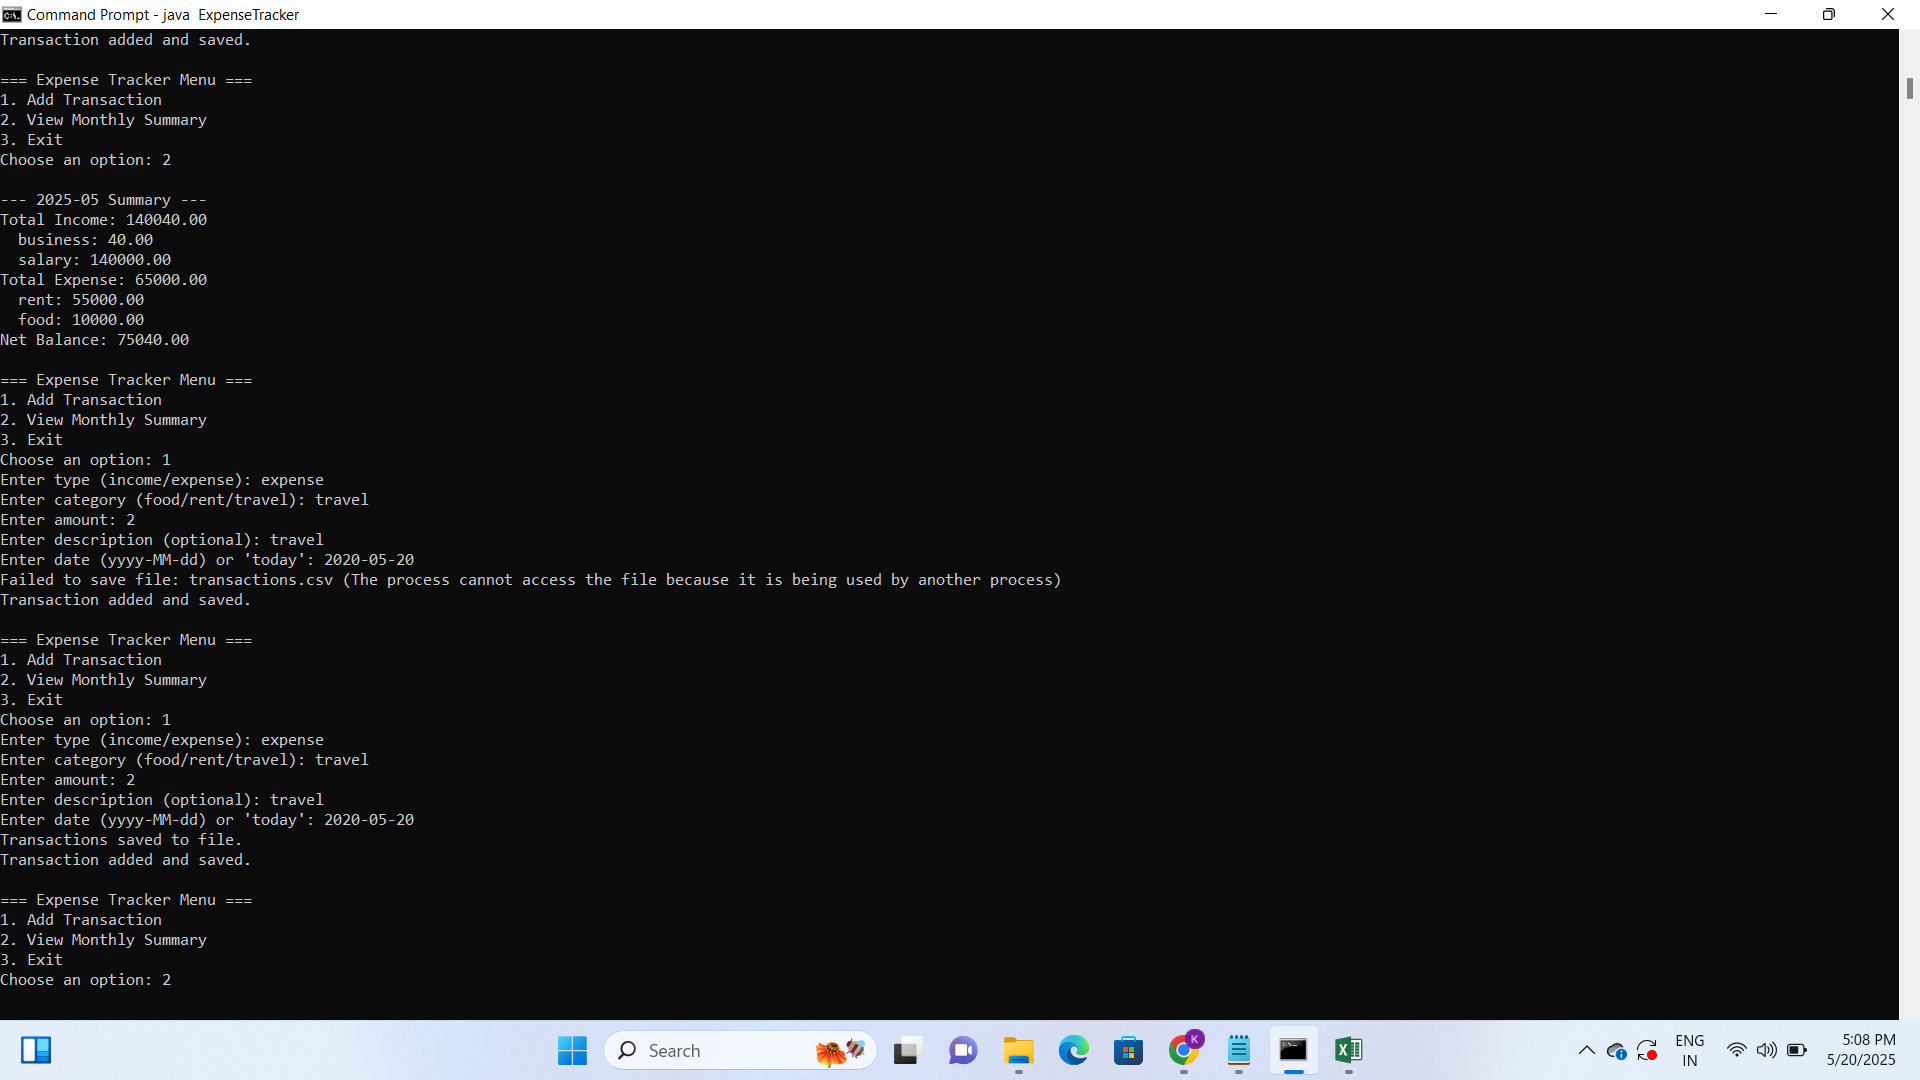 Command Prompt - java  ExpenseTracker
Transaction added and saved.

=== Expense Tracker Menu ===
1. Add Transaction
2. View Monthly Summary
3. Exit
Choose an option: 2

--- 2025-05 Summary ---
Total Income: 140040.00
  business: 40.00
  salary: 140000.00
Total Expense: 65000.00
  rent: 55000.00
  food: 10000.00
Net Balance: 75040.00

=== Expense Tracker Menu ===
1. Add Transaction
2. View Monthly Summary
3. Exit
Choose an option: 1
Enter type (income/expense): expense
Enter category (food/rent/travel): travel
Enter amount: 2
Enter description (optional): travel
Enter date (yyyy-MM-dd) or 'today': 2020-05-20
Failed to save file: transactions.csv (The process cannot access the file because it is being used by another process)
Transaction added and saved.

=== Expense Tracker Menu ===
1. Add Transaction
2. View Monthly Summary
3. Exit
Choose an option: 1
Enter type (income/expense): expense
Enter category (food/rent/travel): travel
Enter amount: 2
Enter description (optional): travel
Enter date (yyyy-MM-dd) or 'today': 2020-05-20
Transactions saved to file.
Transaction added and saved.

=== Expense Tracker Menu ===
1. Add Transaction
2. View Monthly Summary
3. Exit
Choose an option: 2
Search
K
ENG
IN
5:08 PM
5/20/2025